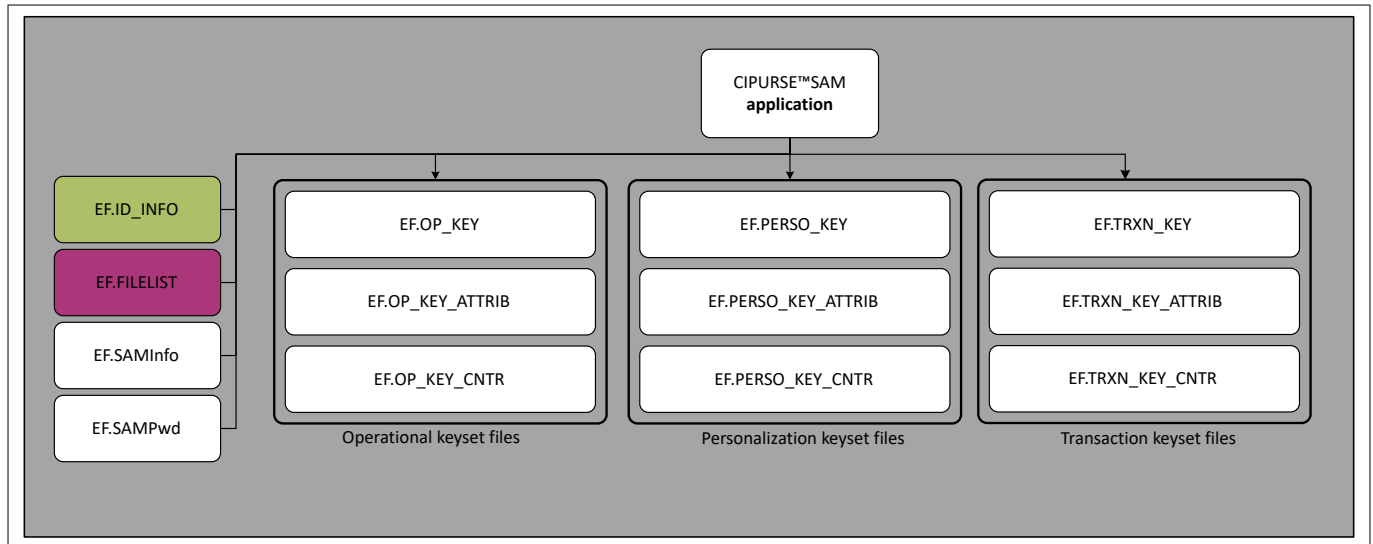 CIPURSE™SAM
application
EF.ID_INFO
EF.FILELIST
EF.SAMInfo
EF.SAMPwd
EF.OP_KEY
EF.OP_KEY_ATTRIB
EF.OP_KEY_CNTR
Operational keyset files
EF.PERSO_KEY
EF.PERSO_KEY_ATTRIB
EF.PERSO_KEY_CNTR
Personalization keyset files
EF.TRXN_KEY
EF.TRXN_KEY_ATTRIB
EF.TRXN_KEY_CNTR
Transaction keyset files